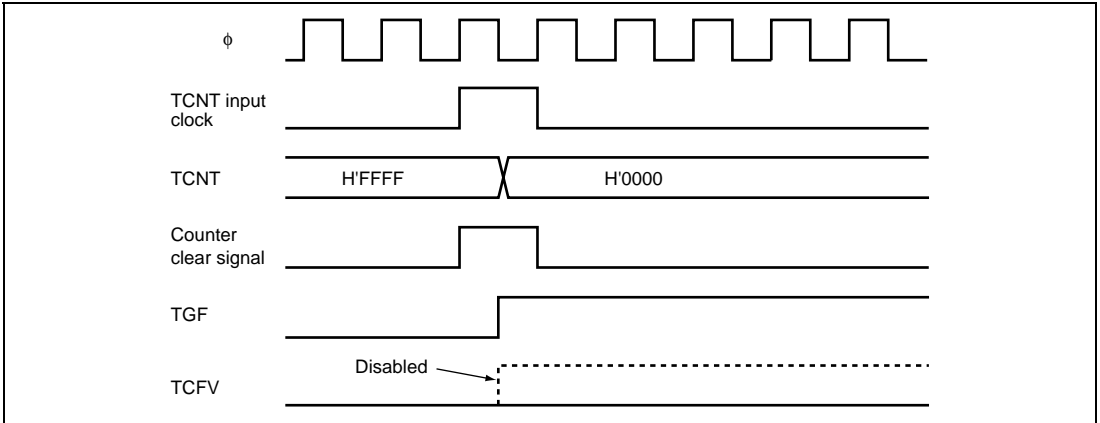 ϕ
TCNT input
clock
TCNT
H'FFFF
H'0000
Counter
clear signal
TGF
Disabled
TCFV